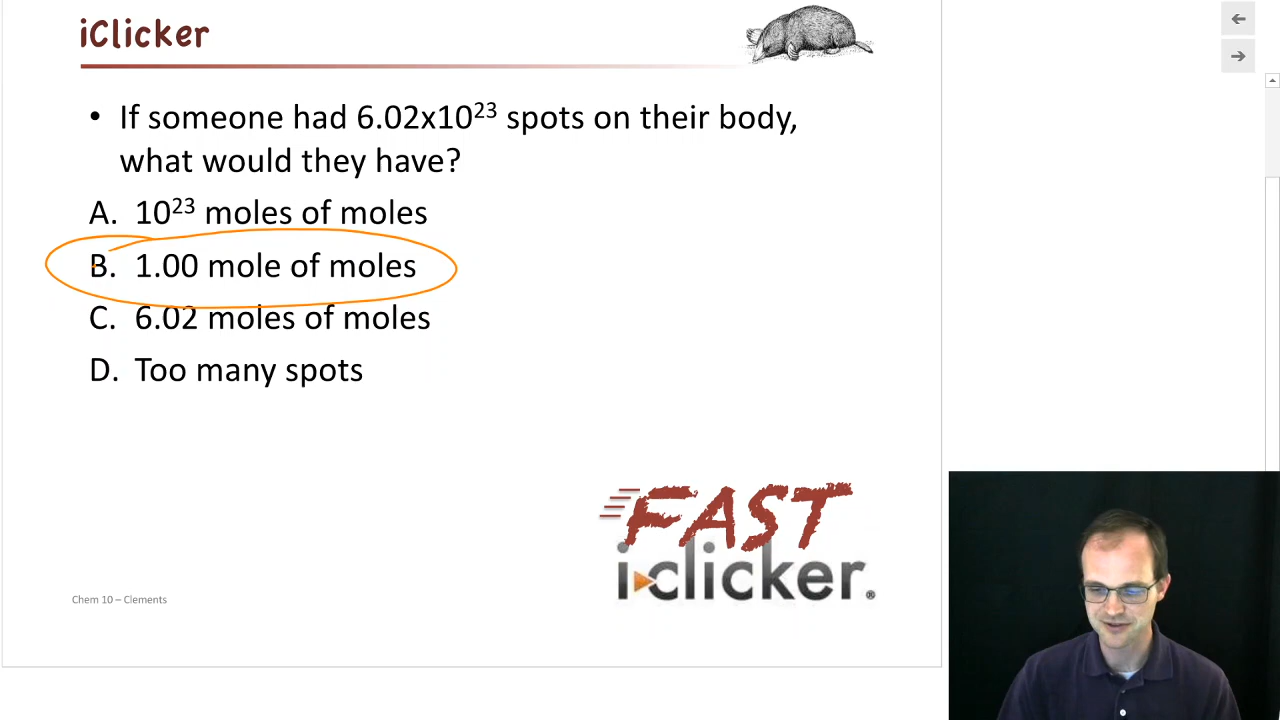 iClicker
• If someone had 6.02x10²³ spots on their body,
what would they have?
A. 10²³ moles of moles
B. 1.00 mole of moles
C. 6.02 moles of moles
D. Too many spots
FAST
i>clicker®
Chem 10 – Clements